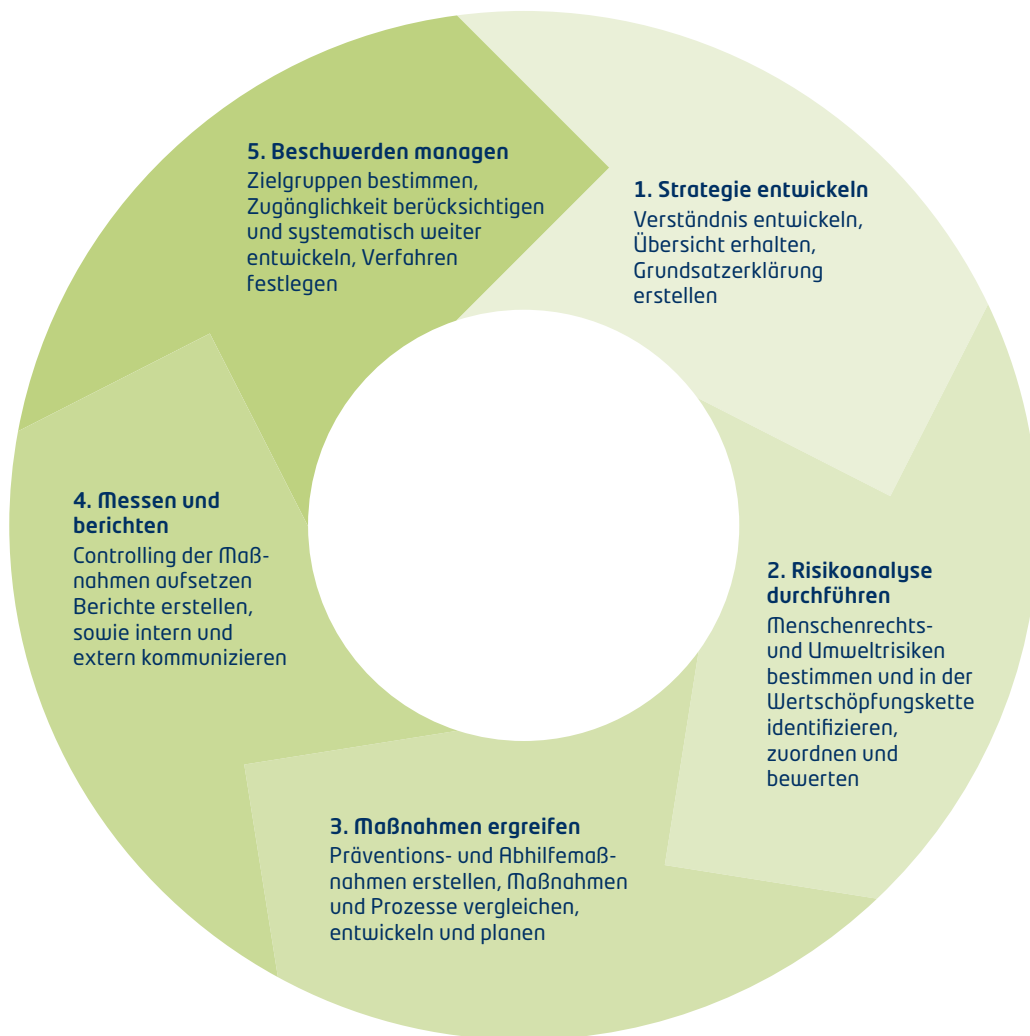 1. Strategie entwickeln
Verständnis entwickeln,
Übersicht erhalten,
Grundsatzerklärung
erstellen
2. Risikoanalyse
durchführen
Menschenrechts-
und Umweltrisiken
bestimmen und in der
Wertschöpfungskette
identifizieren,
zuordnen und
bewerten
3. Maßnahmen ergreifen
Präventions- und Abhilfemaß-
nahmen erstellen, Maßnahmen
und Prozesse vergleichen,
entwickeln und planen
4. Messen und
berichten
Controlling der Maß-
nahmen aufsetzen
Berichte erstellen,
sowie intern und
extern kommunizieren
5. Beschwerden managen
Zielgruppen bestimmen,
Zugänglichkeit berücksichtigen
und systematisch weiter
entwickeln, Verfahren
festlegen